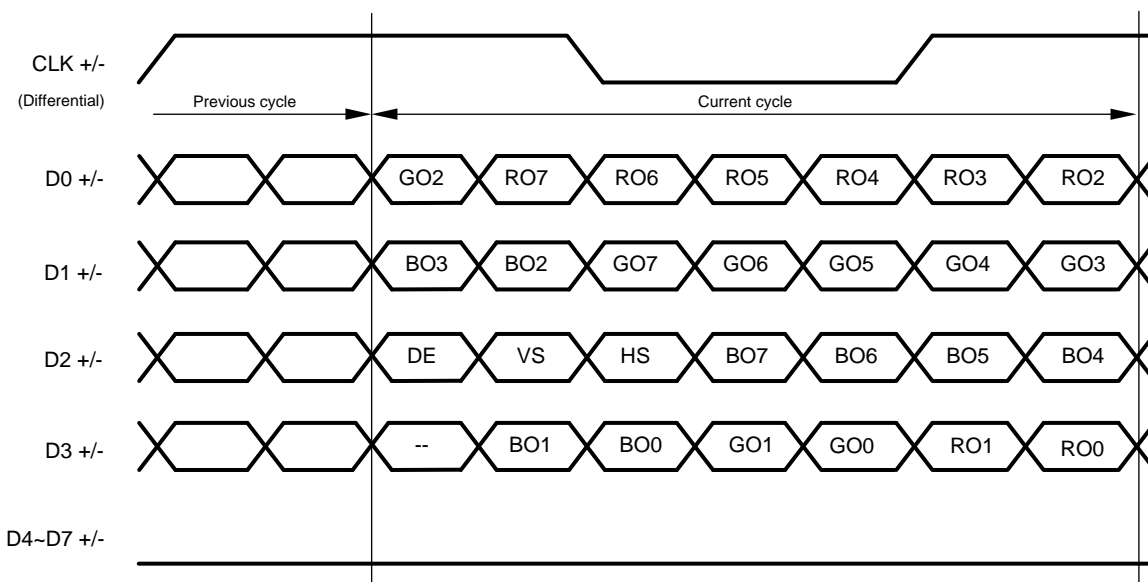 CLK +/-
(Differential)
Previous cycle
Current cycle
D0 +/-
GO2 RO7 RO6 RO5 RO4 RO3 RO2
D1 +/-
BO3 BO2 GO7 GO6 GO5 GO4 GO3
D2 +/-
DE VS HS BO7 BO6 BO5 BO4
D3 +/-
-- BO1 BO0 GO1 GO0 RO1 RO0
D4~D7 +/-